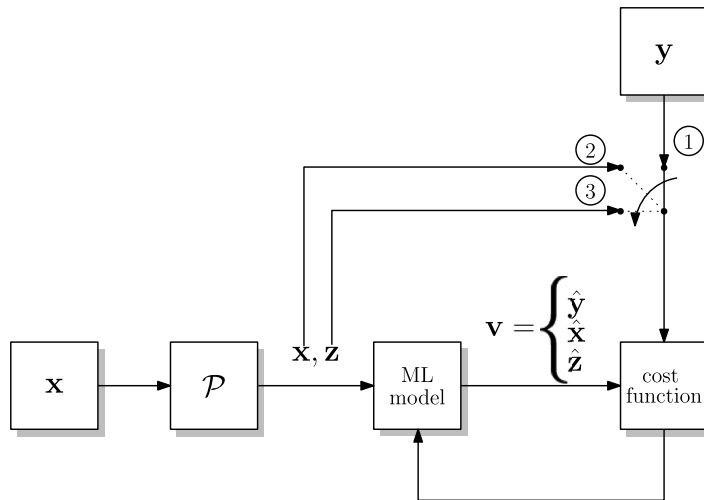 y
①
②
③
v = { ŷ
x̂
ẑ
x, z
x
𝒫
ML
model
cost
function